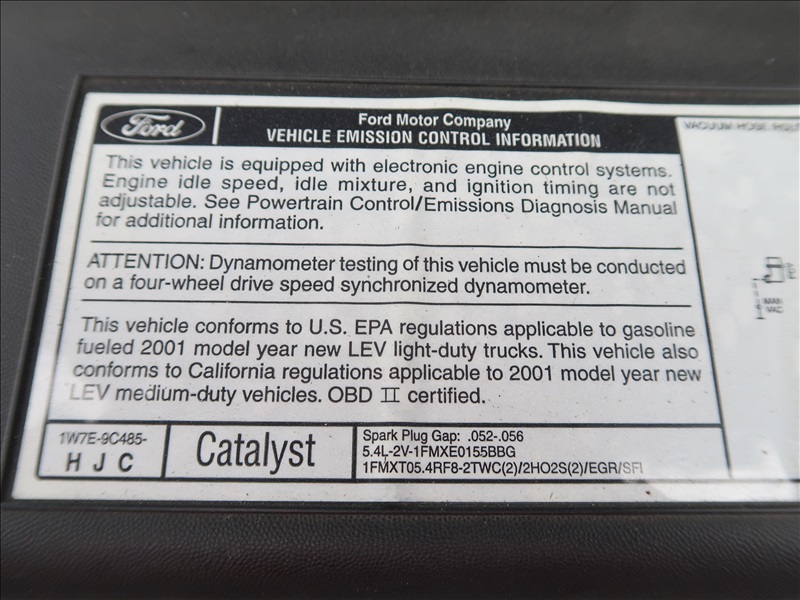 Ford
Ford Motor Company
VEHICLE EMISSION CONTROL INFORMATION
This vehicle is equipped with electronic engine control systems.
Engine idle speed, idle mixture, and ignition timing are not
adjustable. See Powertrain Control/Emissions Diagnosis Manual
for additional information.
ATTENTION: Dynamometer testing of this vehicle must be conducted
on a four-wheel drive speed synchronized dynamometer.
This vehicle conforms to U.S. EPA regulations applicable to gasoline
fueled 2001 model year new LEV light-duty trucks. This vehicle also
conforms to California regulations applicable to 2001 model year new
LEV medium-duty vehicles. OBD II certified.
1W7E-9C485-
H J C
Catalyst
Spark Plug Gap: .052-.056
5.4L-2V-1FMXE0155BBG
1FMXT05.4RF8-2TWC(2)/2HO2S(2)/EGR/SFI
VACUUM HOSE
MAN
VAC